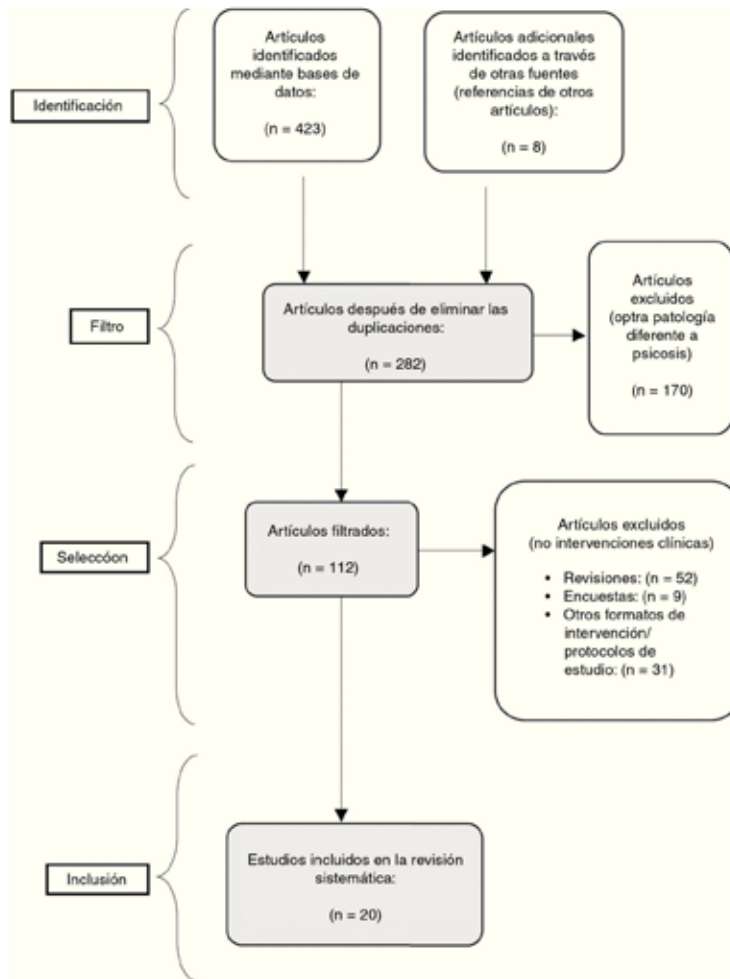 Identificación
Artículos
identificados
mediante bases de
datos:
(n = 423)
Artículos adicionales
identificados a través
de otras fuentes
(referencias de otros
artículos):
(n = 8)
Filtro
Artículos después de eliminar las
duplicaciones:
(n = 282)
Artículos
excluidos
(optra patología
diferente a
psicosis)
(n = 170)
Seleccóon
Artículos filtrados:
(n = 112)
Artículos excluidos
(no intervenciones clínicas)
• Revisiones: (n = 52)
• Encuestas: (n = 9)
• Otros formatos de
intervención/
protocolos de
estudio: (n = 31)
Inclusión
Estudios incluidos en la revisión
sistemática:
(n = 20)